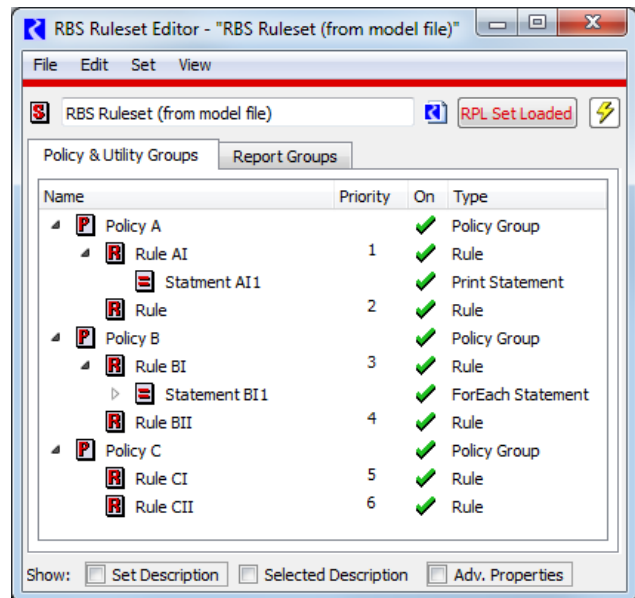 RBS Ruleset Editor - "RBS Ruleset (from model file)"
File Edit Set View
S RBS Ruleset (from model file) RPL Set Loaded
Policy & Utility Groups Report Groups
Name Priority On Type
P Policy A Policy Group
R Rule AI 1 Rule
Statment AI1 Print Statement
R Rule 2 Rule
P Policy B Policy Group
R Rule BI 3 Rule
Statement BI1 ForEach Statement
R Rule BII 4 Rule
P Policy C Policy Group
R Rule CI 5 Rule
R Rule CII 6 Rule
Show: Set Description Selected Description Adv. Properties